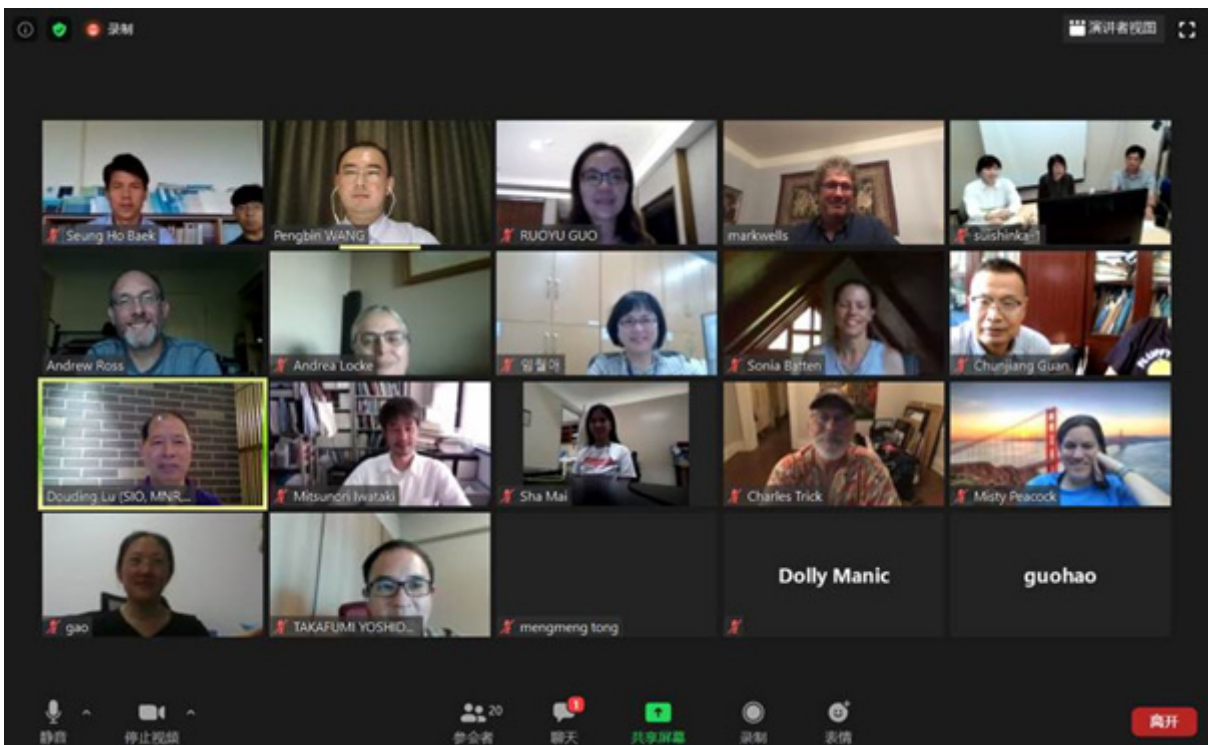 录制
演讲者视图
Seung Ho Baek
Pengbin WANG
RUOYU GUO
markwells
suishinka-1
Andrew Ross
Andrea Locke
임월애
Sonia Batten
Chunjiang Guan
Douding Lu (SIO, MNR...
Mitsunori Iwataki
Sha Mai
Charles Trick
Misty Peacock
gao
TAKAFUMI YOSHIO...
mengmeng tong
Dolly Manic
guohao
静音
停止视频
20
参会者
1
聊天
共享屏幕
录制
表情
离开